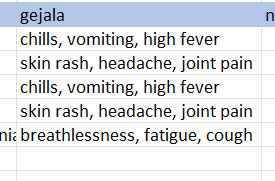 gejala
chills, vomiting, high fever
skin rash, headache, joint pain
chills, vomiting, high fever
skin rash, headache, joint pain
breathlessness, fatigue, cough